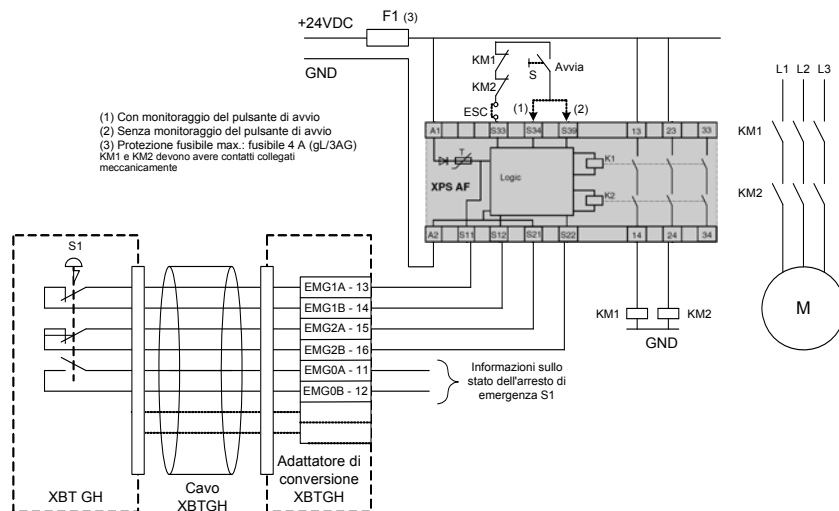 +24VDC
F1 (3)
GND
KM1
KM2
ESC
S
Avvia
(1)
(2)
L1 L2 L3
(1) Con monitoraggio del pulsante di avvio
(2) Senza monitoraggio del pulsante di avvio
(3) Protezione fusibile max.: fusibile 4 A (gL/3AG)
KM1 e KM2 devono avere contatti collegati
meccanicamente
A1 S33 S34 S39 13 23 33
T
Logic
K1
K2
XPS AF
A2 S11 S12 S21 S22 14 24 34
KM1
KM2
M
S1
EMG1A - 13
EMG1B - 14
EMG2A - 15
EMG2B - 16
EMG0A - 11
EMG0B - 12
KM1
KM2
GND
Informazioni sullo
stato dell'arresto di
emergenza S1
XBT GH
Cavo
XBTGH
Adattatore di
conversione
XBTGH